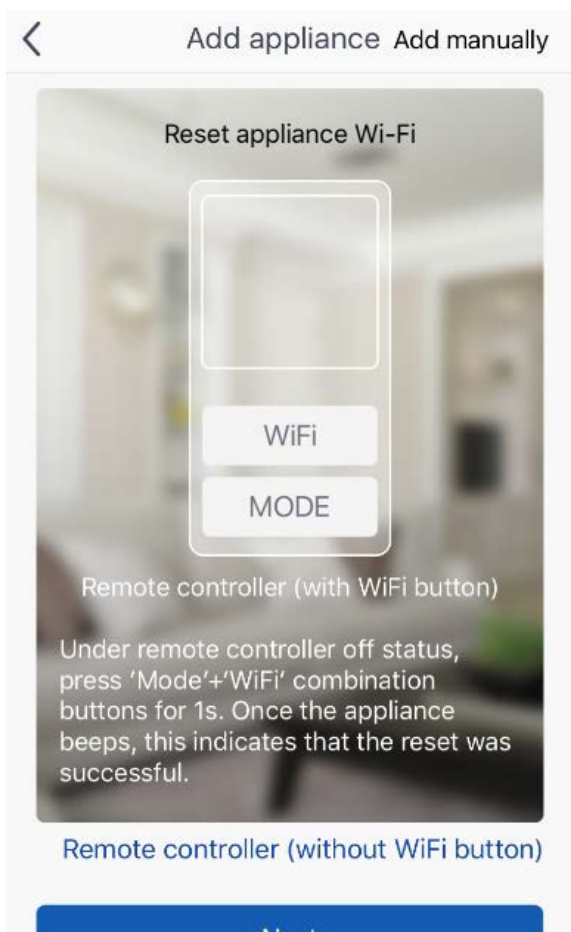 Add appliance Add manually
Reset appliance Wi-Fi
WiFi
MODE
Remote controller (with WiFi button)
Under remote controller off status,
press ‘Mode’+‘WiFi’ combination
buttons for 1s. Once the appliance
beeps, this indicates that the reset was
successful.
Remote controller (without WiFi button)